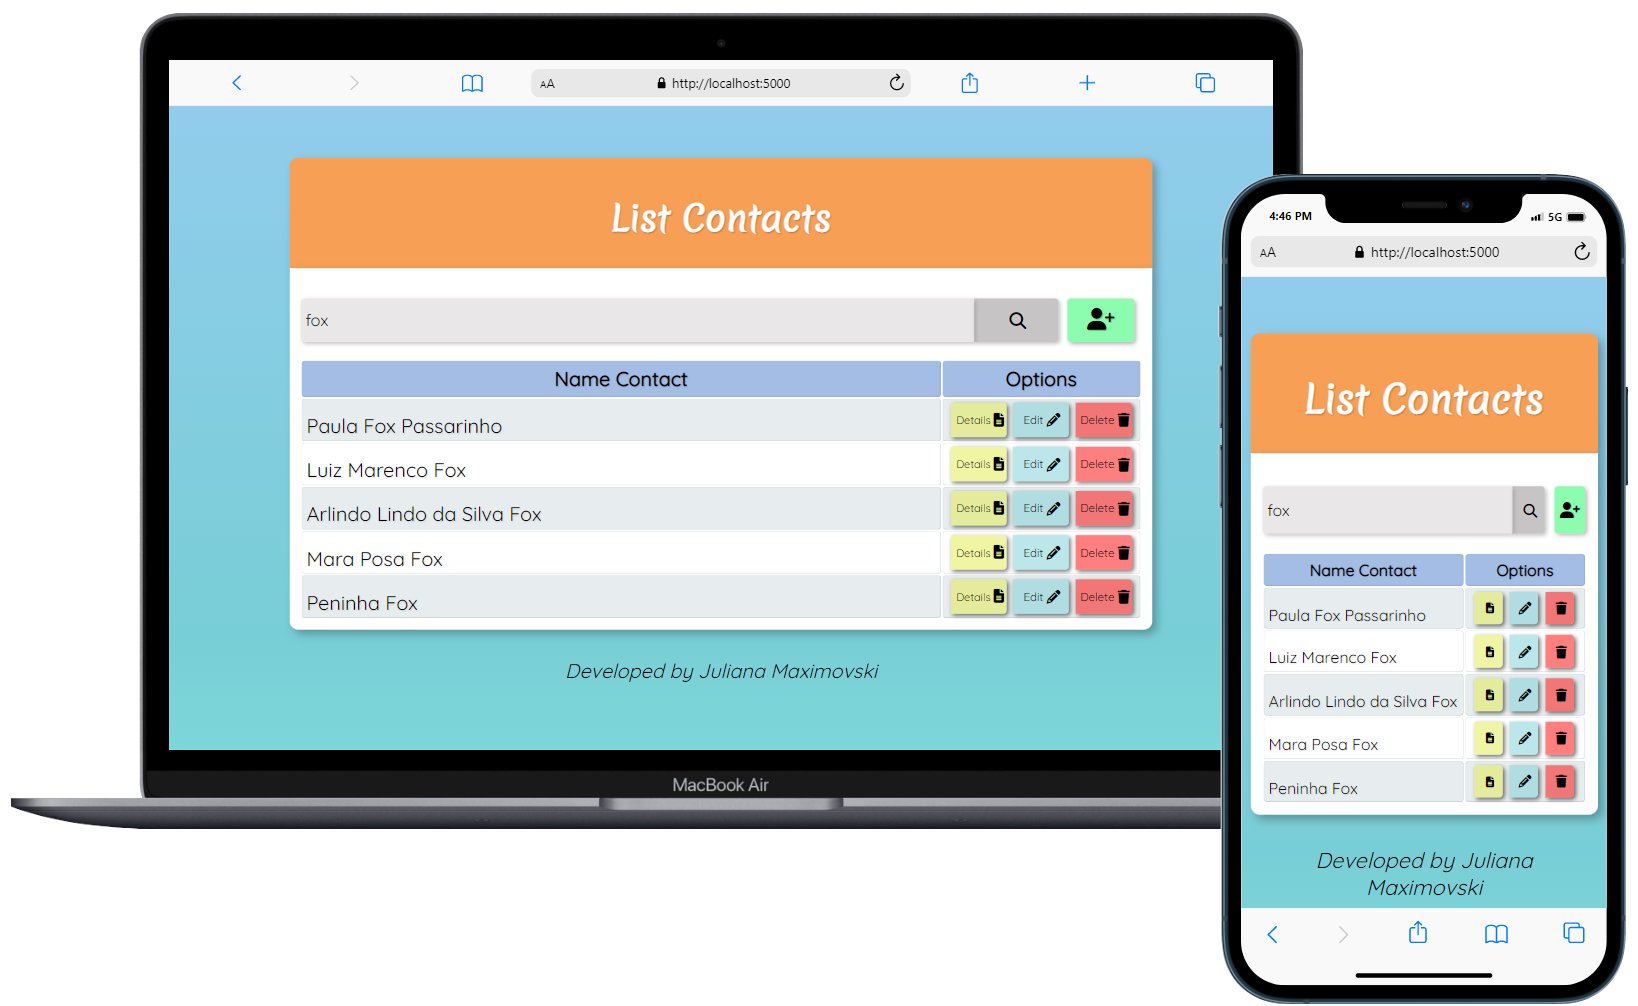 AA http://localhost:5000
List Contacts
fox
Name Contact Options
Paula Fox Passarinho Details Edit Delete
Luiz Marenco Fox Details Edit Delete
Arlindo Lindo da Silva Fox Details Edit Delete
Mara Posa Fox Details Edit Delete
Peninha Fox Details Edit Delete
Developed by Juliana Maximovski
MacBook Air
4:46 PM 5G
AA http://localhost:5000
List Contacts
fox
Name Contact Options
Paula Fox Passarinho
Luiz Marenco Fox
Arlindo Lindo da Silva Fox
Mara Posa Fox
Peninha Fox
Developed by Juliana
Maximovski